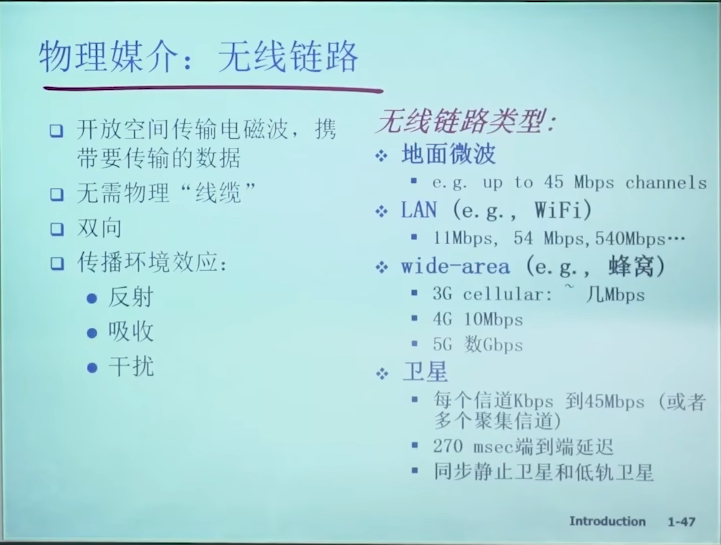 物理媒介：无线链路
开放空间传输电磁波，携
带要传输的数据
无需物理“线缆”
双向
传播环境效应：
反射
吸收
干扰
无线链路类型：
地面微波
e.g. up to 45 Mbps channels
LAN (e.g., WiFi)
11Mbps, 54 Mbps,540Mbps…
wide-area (e.g., 蜂窝)
3G cellular: ~ 几Mbps
4G 10Mbps
5G 数Gbps
卫星
每个信道Kbps 到45Mbps (或者
多个聚集信道)
270 msec端到端延迟
同步静止卫星和低轨卫星
Introduction 1-47